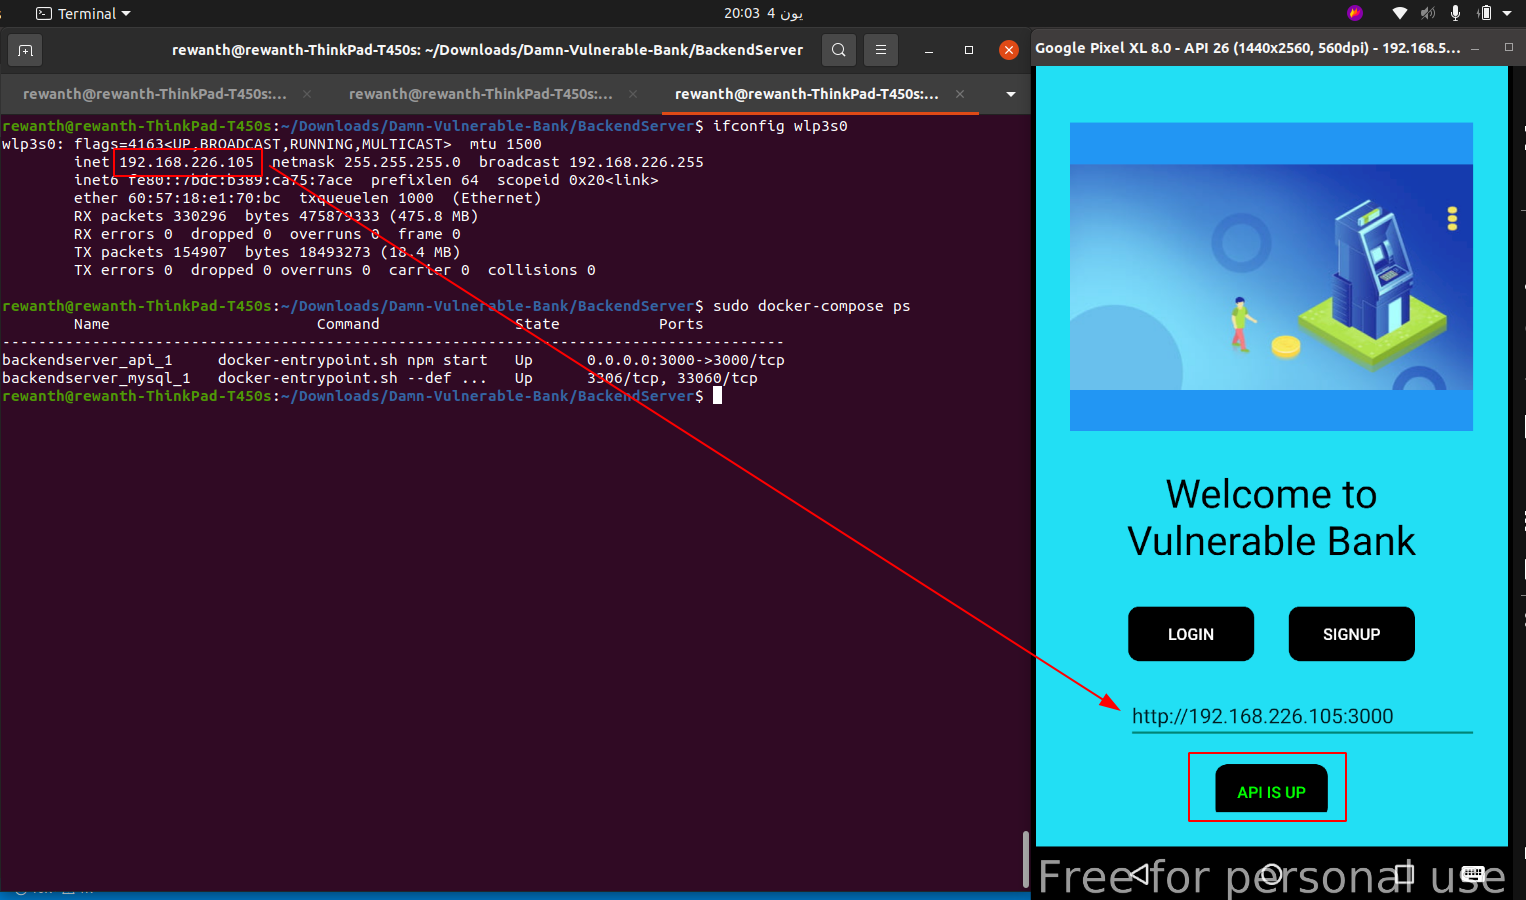 Terminal
20:03 4 يون
rewanth@rewanth-ThinkPad-T450s: ~/Downloads/Damn-Vulnerable-Bank/BackendServer
rewanth@rewanth-ThinkPad-T450s:... × rewanth@rewanth-ThinkPad-T450s:... × rewanth@rewanth-ThinkPad-T450s:... ×
rewanth@rewanth-ThinkPad-T450s:~/Downloads/Damn-Vulnerable-Bank/BackendServer$ ifconfig wlp3s0
wlp3s0: flags=4163<UP,BROADCAST,RUNNING,MULTICAST>  mtu 1500
inet 192.168.226.105  netmask 255.255.255.0  broadcast 192.168.226.255
inet6 fe80::7bdc:b389:ca75:7ace  prefixlen 64  scopeid 0x20<link>
ether 60:57:18:e1:70:bc  txqueuelen 1000  (Ethernet)
RX packets 330296  bytes 475879333 (475.8 MB)
RX errors 0  dropped 0  overruns 0  frame 0
TX packets 154907  bytes 18493273 (18.4 MB)
TX errors 0  dropped 0 overruns 0  carrier 0  collisions 0
rewanth@rewanth-ThinkPad-T450s:~/Downloads/Damn-Vulnerable-Bank/BackendServer$ sudo docker-compose ps
Name Command State Ports
--------------------------------------------------------------------------------------
backendserver_api_1     docker-entrypoint.sh npm start   Up      0.0.0.0:3000->3000/tcp
backendserver_mysql_1   docker-entrypoint.sh --def ...   Up      3306/tcp, 33060/tcp
rewanth@rewanth-ThinkPad-T450s:~/Downloads/Damn-Vulnerable-Bank/BackendServer$
Google Pixel XL 8.0 - API 26 (1440x2560, 560dpi) - 192.168.5...
Welcome to
Vulnerable Bank
LOGIN SIGNUP
http://192.168.226.105:3000
API IS UP
Free for personal use